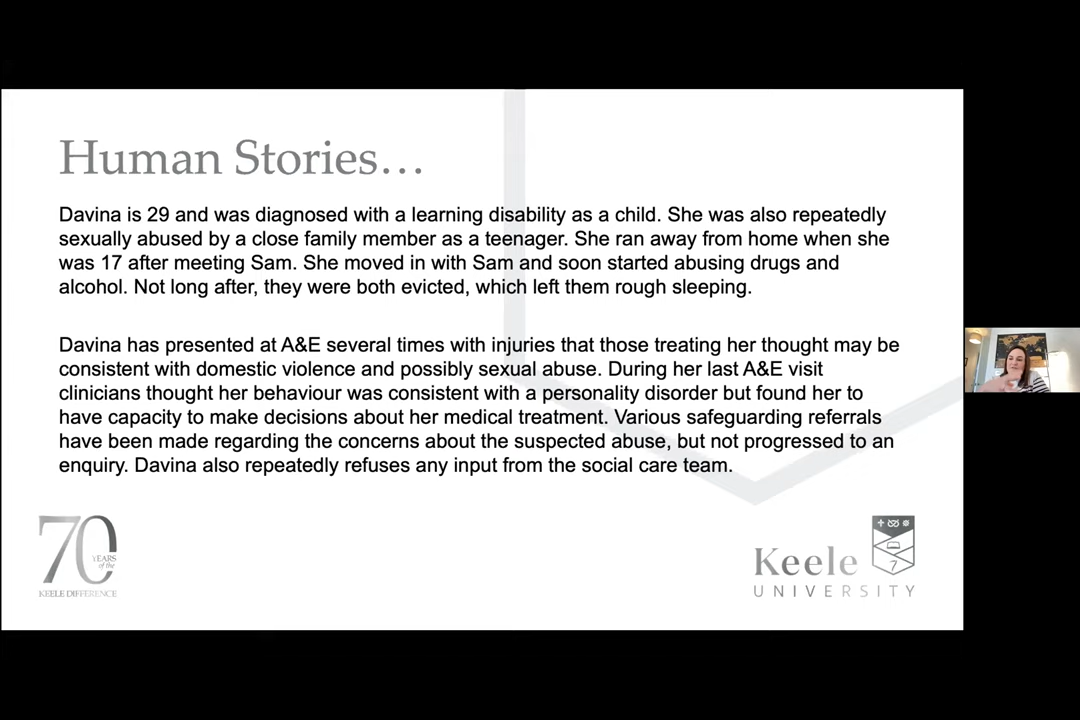 Human Stories…
Davina is 29 and was diagnosed with a learning disability as a child. She was also repeatedly
sexually abused by a close family member as a teenager. She ran away from home when she
was 17 after meeting Sam. She moved in with Sam and soon started abusing drugs and
alcohol. Not long after, they were both evicted, which left them rough sleeping.
Davina has presented at A&E several times with injuries that those treating her thought may be
consistent with domestic violence and possibly sexual abuse. During her last A&E visit
clinicians thought her behaviour was consistent with a personality disorder but found her to
have capacity to make decisions about her medical treatment. Various safeguarding referrals
have been made regarding the concerns about the suspected abuse, but not progressed to an
enquiry. Davina also repeatedly refuses any input from the social care team.
70
YEARS
of the
KEELE DIFFERENCE
Keele
UNIVERSITY